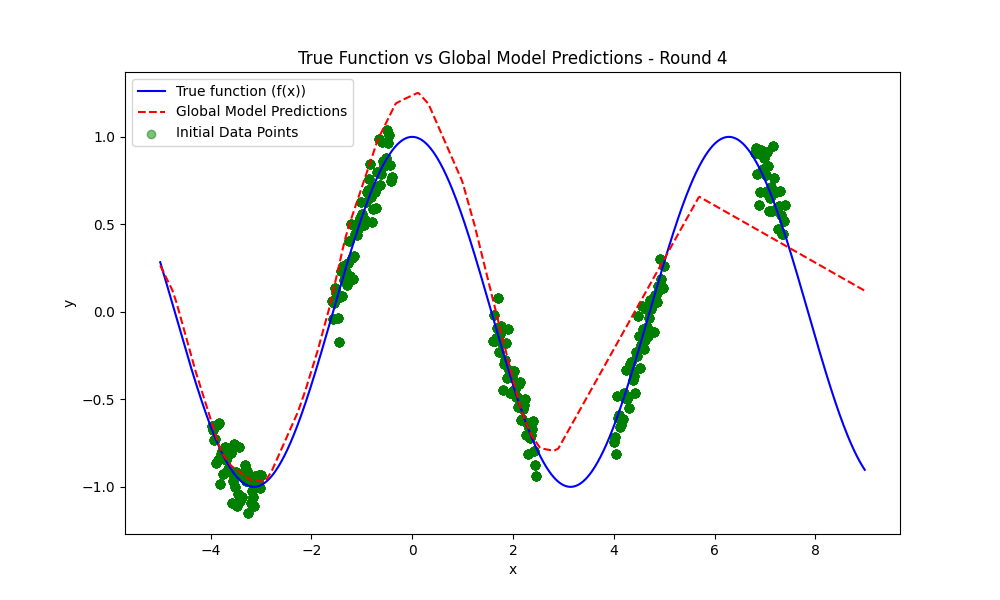 True Function vs Global Model Predictions - Round 4
True function (f(x))
Global Model Predictions
Initial Data Points
1.0
0.5
0.0
−0.5
−1.0
y
−4 −2 0 2 4 6 8
x